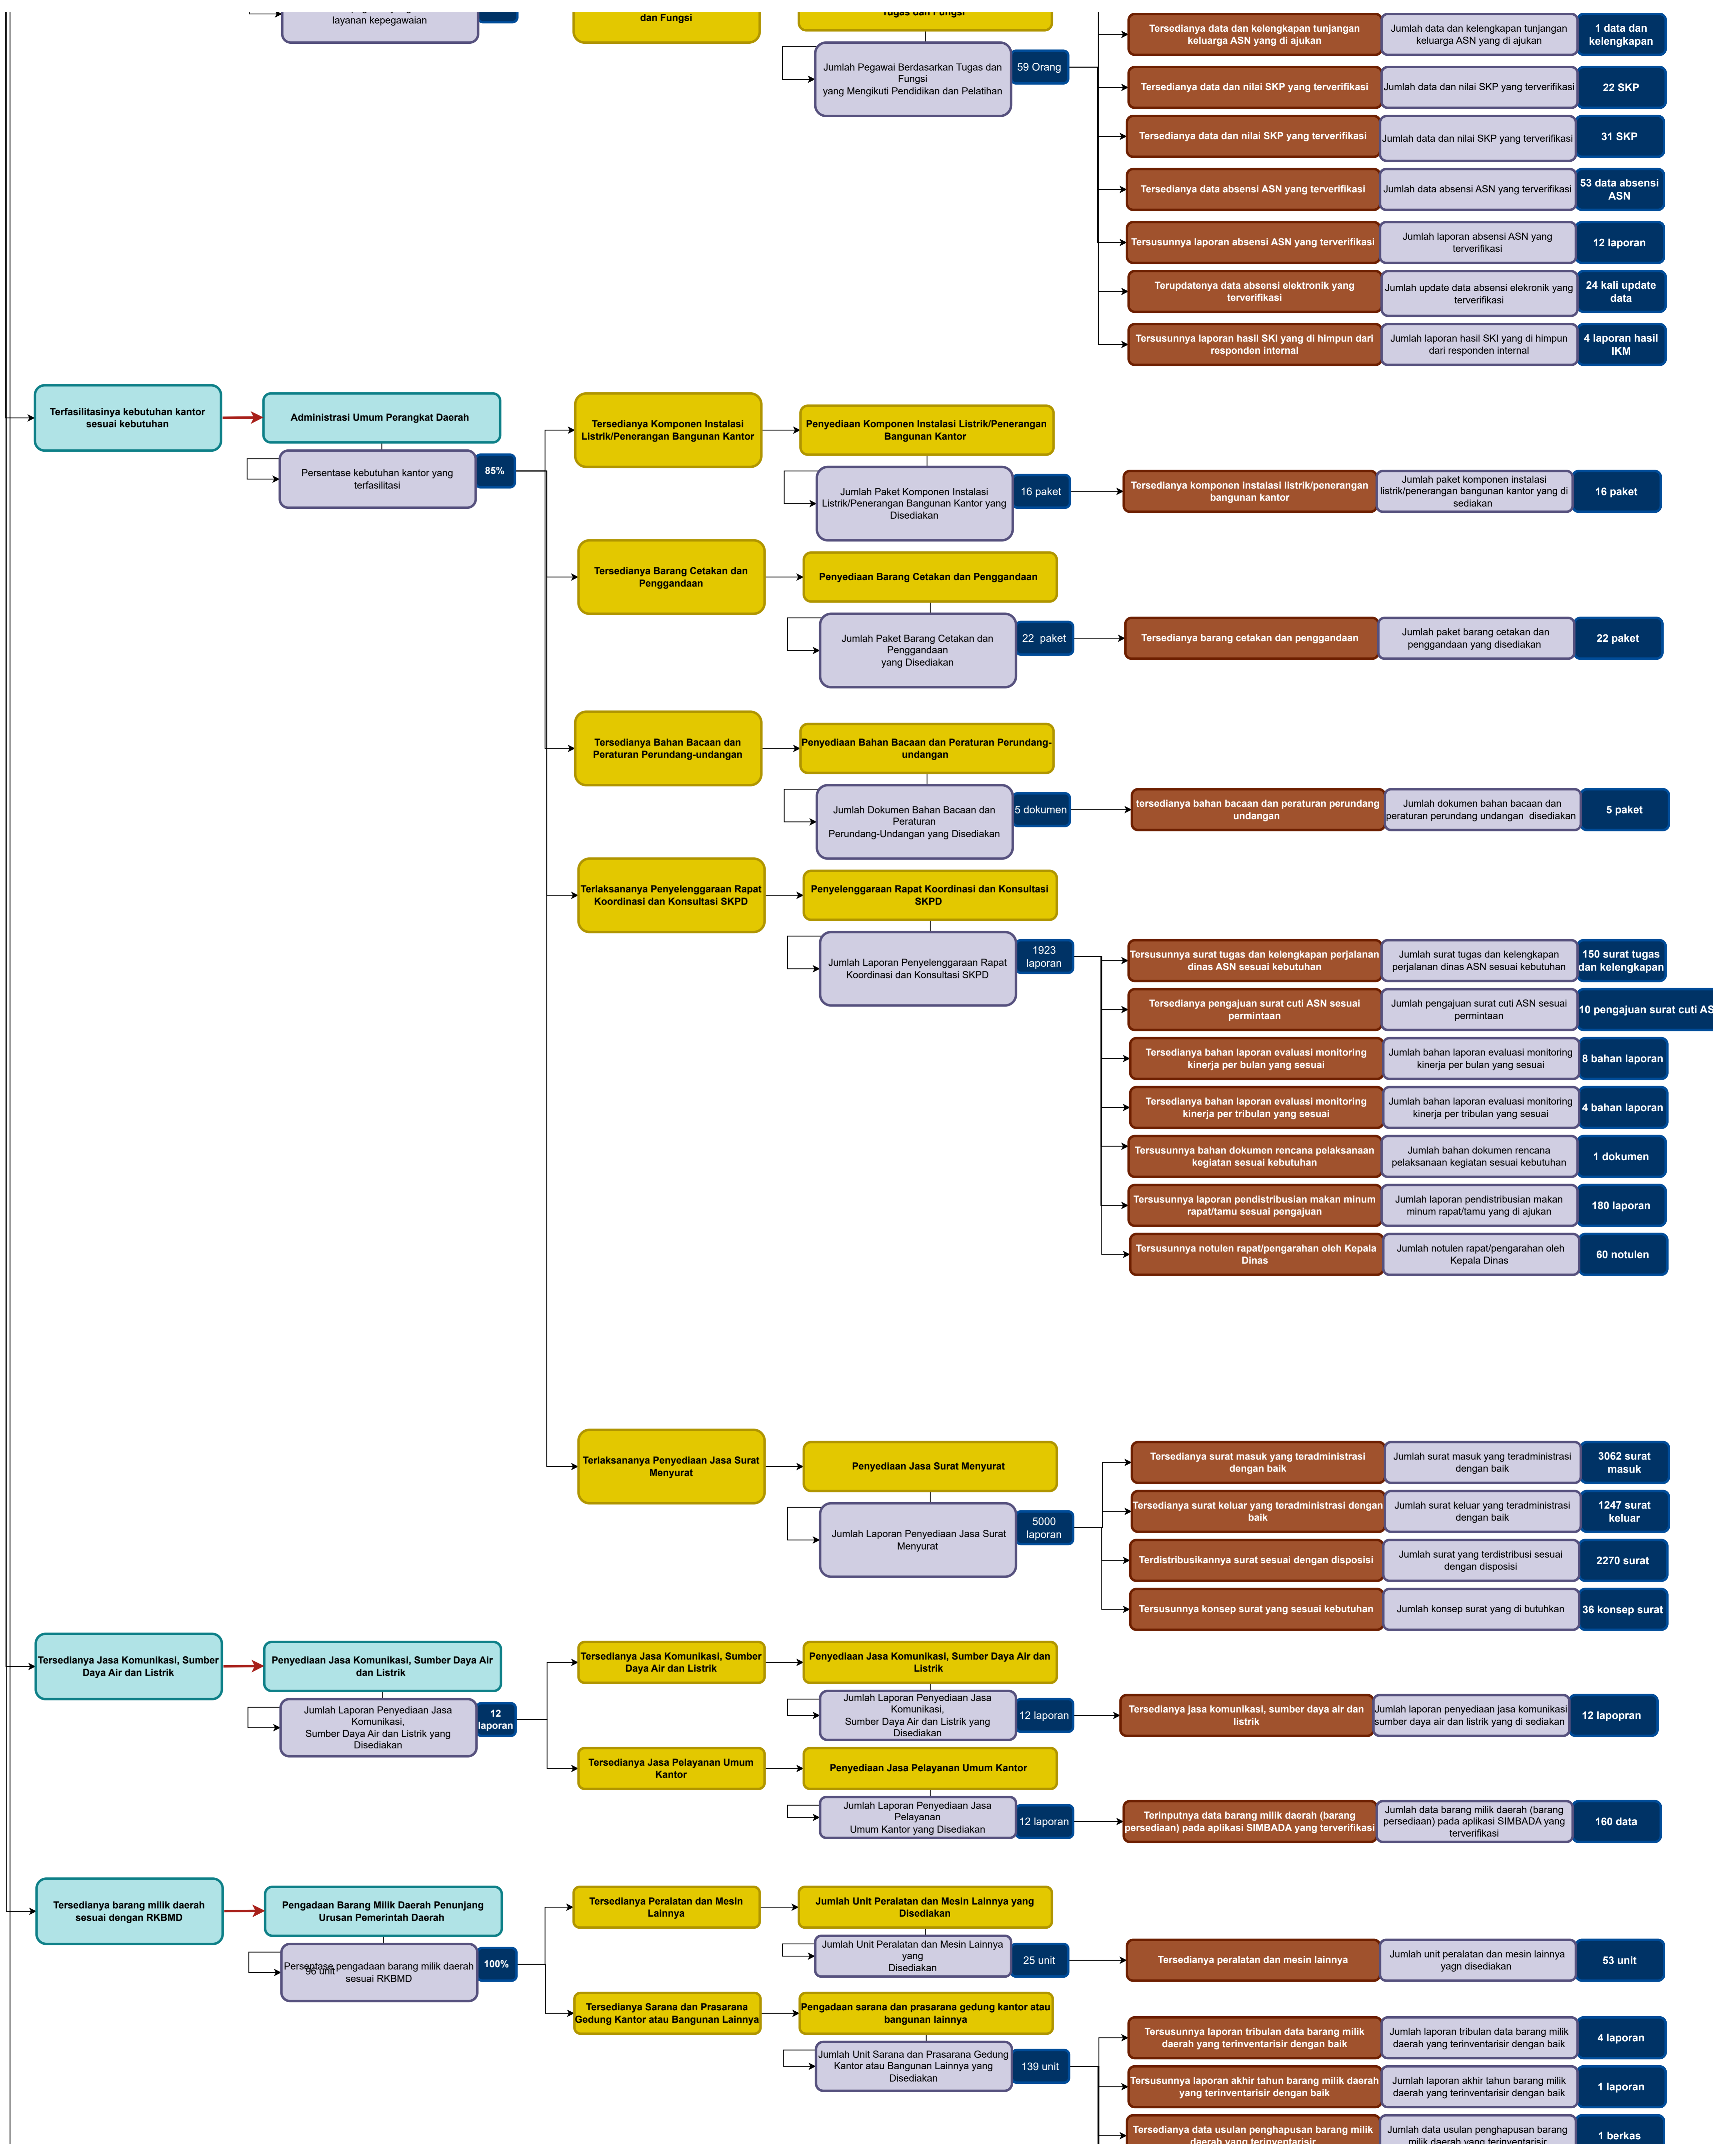 layanan kepegawaian
dan Fungsi
Tugas dan Fungsi
Jumlah Pegawai Berdasarkan Tugas dan
Fungsi
yang Mengikuti Pendidikan dan Pelatihan
59 Orang
Tersedianya data dan kelengkapan tunjangan
keluarga ASN yang di ajukan
Jumlah data dan kelengkapan tunjangan
keluarga ASN yang di ajukan
1 data dan
kelengkapan
Tersedianya data dan nilai SKP yang terverifikasi
Jumlah data dan nilai SKP yang terverifikasi
22 SKP
Tersedianya data dan nilai SKP yang terverifikasi
Jumlah data dan nilai SKP yang terverifikasi
31 SKP
Tersedianya data absensi ASN yang terverifikasi
Jumlah data absensi ASN yang terverifikasi
53 data absensi
ASN
Tersusunnya laporan absensi ASN yang terverifikasi
Jumlah laporan absensi ASN yang
terverifikasi
12 laporan
Terupdatenya data absensi elektronik yang
terverifikasi
Jumlah update data absensi elekronik yang
terverifikasi
24 kali update
data
Tersusunnya laporan hasil SKI yang di himpun dari
responden internal
Jumlah laporan hasil SKI yang di himpun
dari responden internal
4 laporan hasil
IKM
Terfasilitasinya kebutuhan kantor
sesuai kebutuhan
Administrasi Umum Perangkat Daerah
Persentase kebutuhan kantor yang
terfasilitasi
85%
Tersedianya Komponen Instalasi
Listrik/Penerangan Bangunan Kantor
Penyediaan Komponen Instalasi Listrik/Penerangan
Bangunan Kantor
Jumlah Paket Komponen Instalasi
Listrik/Penerangan Bangunan Kantor yang
Disediakan
16 paket
Tersedianya komponen instalasi listrik/penerangan
bangunan kantor
Jumlah paket komponen instalasi
listrik/penerangan bangunan kantor yang di
sediakan
16 paket
Tersedianya Barang Cetakan dan
Penggandaan
Penyediaan Barang Cetakan dan Penggandaan
Jumlah Paket Barang Cetakan dan
Penggandaan
yang Disediakan
22  paket
Tersedianya barang cetakan dan penggandaan
Jumlah paket barang cetakan dan
penggandaan yang disediakan
22 paket
Tersedianya Bahan Bacaan dan
Peraturan Perundang-undangan
Penyediaan Bahan Bacaan dan Peraturan Perundang-
undangan
Jumlah Dokumen Bahan Bacaan dan
Peraturan
Perundang-Undangan yang Disediakan
5 dokumen
tersedianya bahan bacaan dan peraturan perundang
undangan
Jumlah dokumen bahan bacaan dan
peraturan perundang undangan  disediakan
5 paket
Terlaksananya Penyelenggaraan Rapat
Koordinasi dan Konsultasi SKPD
Penyelenggaraan Rapat Koordinasi dan Konsultasi
SKPD
Jumlah Laporan Penyelenggaraan Rapat
Koordinasi dan Konsultasi SKPD
1923
laporan
Tersusunnya surat tugas dan kelengkapan perjalanan
dinas ASN sesuai kebutuhan
Jumlah surat tugas dan kelengkapan
perjalanan dinas ASN sesuai kebutuhan
150 surat tugas
dan kelengkapan
Tersedianya pengajuan surat cuti ASN sesuai
permintaan
Jumlah pengajuan surat cuti ASN sesuai
permintaan
10 pengajuan surat cuti AS
Tersedianya bahan laporan evaluasi monitoring
kinerja per bulan yang sesuai
Jumlah bahan laporan evaluasi monitoring
kinerja per bulan yang sesuai
8 bahan laporan
Tersedianya bahan laporan evaluasi monitoring
kinerja per tribulan yang sesuai
Jumlah bahan laporan evaluasi monitoring
kinerja per tribulan yang sesuai
4 bahan laporan
Tersusunnya bahan dokumen rencana pelaksanaan
kegiatan sesuai kebutuhan
Jumlah bahan dokumen rencana
pelaksanaan kegiatan sesuai kebutuhan
1 dokumen
Tersusunnya laporan pendistribusian makan minum
rapat/tamu sesuai pengajuan
Jumlah laporan pendistribusian makan
minum rapat/tamu yang di ajukan
180 laporan
Tersusunnya notulen rapat/pengarahan oleh Kepala
Dinas
Jumlah notulen rapat/pengarahan oleh
Kepala Dinas
60 notulen
Terlaksananya Penyediaan Jasa Surat
Menyurat
Penyediaan Jasa Surat Menyurat
Jumlah Laporan Penyediaan Jasa Surat
Menyurat
5000
laporan
Tersedianya surat masuk yang teradministrasi
dengan baik
Jumlah surat masuk yang teradministrasi
dengan baik
3062 surat
masuk
Tersedianya surat keluar yang teradministrasi dengan
baik
Jumlah surat keluar yang teradministrasi
dengan baik
1247 surat
keluar
Terdistribusikannya surat sesuai dengan disposisi
Jumlah surat yang terdistribusi sesuai
dengan disposisi
2270 surat
Tersusunnya konsep surat yang sesuai kebutuhan
Jumlah konsep surat yang di butuhkan
36 konsep surat
Tersedianya Jasa Komunikasi, Sumber
Daya Air dan Listrik
Penyediaan Jasa Komunikasi, Sumber Daya Air
dan Listrik
Jumlah Laporan Penyediaan Jasa
Komunikasi,
Sumber Daya Air dan Listrik yang
Disediakan
12
laporan
Tersedianya Jasa Komunikasi, Sumber
Daya Air dan Listrik
Penyediaan Jasa Komunikasi, Sumber Daya Air dan
Listrik
Jumlah Laporan Penyediaan Jasa
Komunikasi,
Sumber Daya Air dan Listrik yang
Disediakan
12 laporan
Tersedianya jasa komunikasi, sumber daya air dan
listrik
Jumlah laporan penyediaan jasa komunikasi
sumber daya air dan listrik yang di sediakan
12 lapopran
Tersedianya Jasa Pelayanan Umum
Kantor
Penyediaan Jasa Pelayanan Umum Kantor
Jumlah Laporan Penyediaan Jasa
Pelayanan
Umum Kantor yang Disediakan
12 laporan
Terinputnya data barang milik daerah (barang
persediaan) pada aplikasi SIMBADA yang terverifikasi
Jumlah data barang milik daerah (barang
persediaan) pada aplikasi SIMBADA yang
terverifikasi
160 data
Tersedianya barang milik daerah
sesuai dengan RKBMD
Pengadaan Barang Milik Daerah Penunjang
Urusan Pemerintah Daerah
Persentase pengadaan barang milik daerah
sesuai RKBMD
96 unit
100%
Tersedianya Peralatan dan Mesin
Lainnya
Jumlah Unit Peralatan dan Mesin Lainnya yang
Disediakan
Jumlah Unit Peralatan dan Mesin Lainnya
yang
Disediakan
25 unit
Tersedianya peralatan dan mesin lainnya
Jumlah unit peralatan dan mesin lainnya
yagn disediakan
53 unit
Tersedianya Sarana dan Prasarana
Gedung Kantor atau Bangunan Lainnya
Pengadaan sarana dan prasarana gedung kantor atau
bangunan lainnya
Jumlah Unit Sarana dan Prasarana Gedung
Kantor atau Bangunan Lainnya yang
Disediakan
139 unit
Tersusunnya laporan tribulan data barang milik
daerah yang terinventarisir dengan baik
Jumlah laporan tribulan data barang milik
daerah yang terinventarisir dengan baik
4 laporan
Tersusunnya laporan akhir tahun barang milik daerah
yang terinventarisir dengan baik
Jumlah laporan akhir tahun barang milik
daerah yang terinventarisir dengan baik
1 laporan
Tersedianya data usulan penghapusan barang milik
daerah yang terinventarisir
Jumlah data usulan penghapusan barang
milik daerah yang terinventarisir
1 berkas